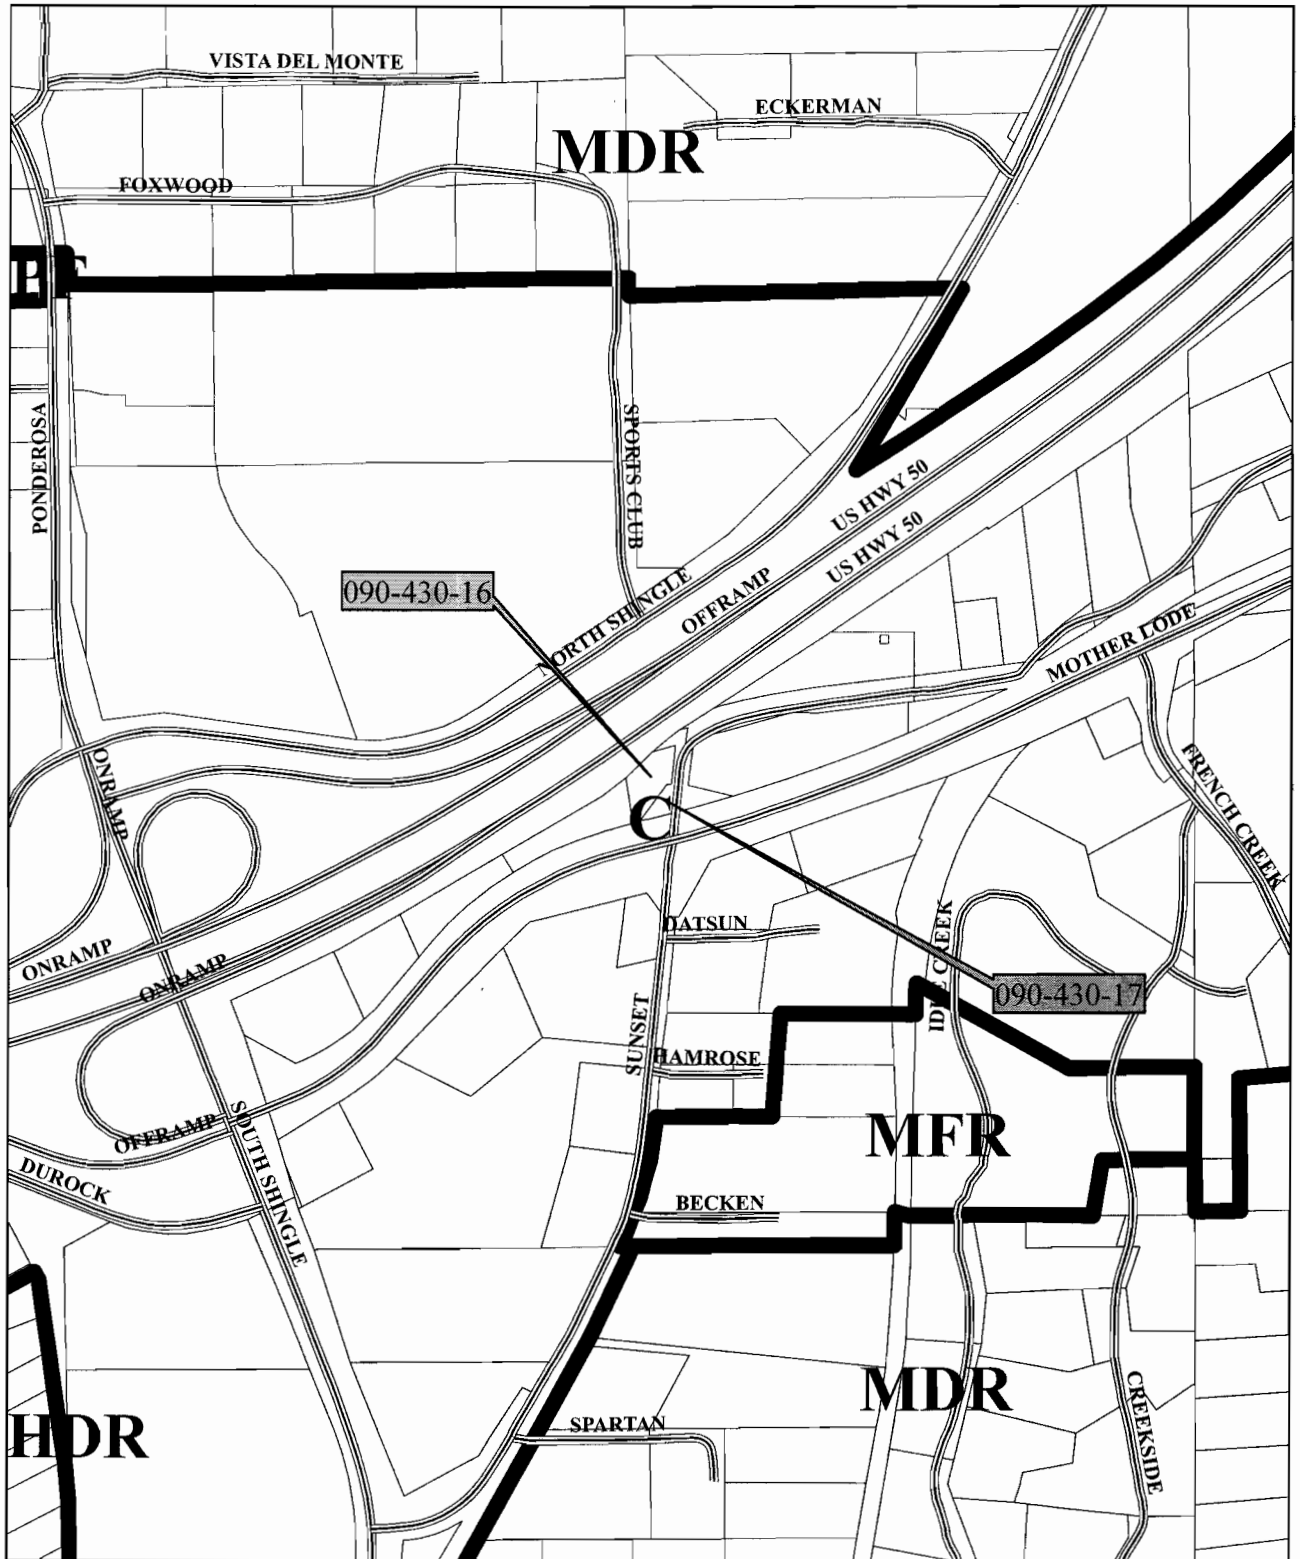 VISTA DEL MONTE
ECKERMAN
MDR
FOXWOOD
PF
PONDEROSA
SPORTS CLUB
US HWY 50
US HWY 50
090-430-16
NORTH SHINGLE
OFFRAMP
MOTHER LODE
ONRAMP
FRENCH CREEK
C
DATSUN
ONRAMP
ONRAMP
090-430-17
SUNSET
HAMROSE
OFFRAMP
SOUTH SHINGLE
MFR
DUROCK
BECKEN
MDR
CREEKSIDE
HDR
SPARTAN